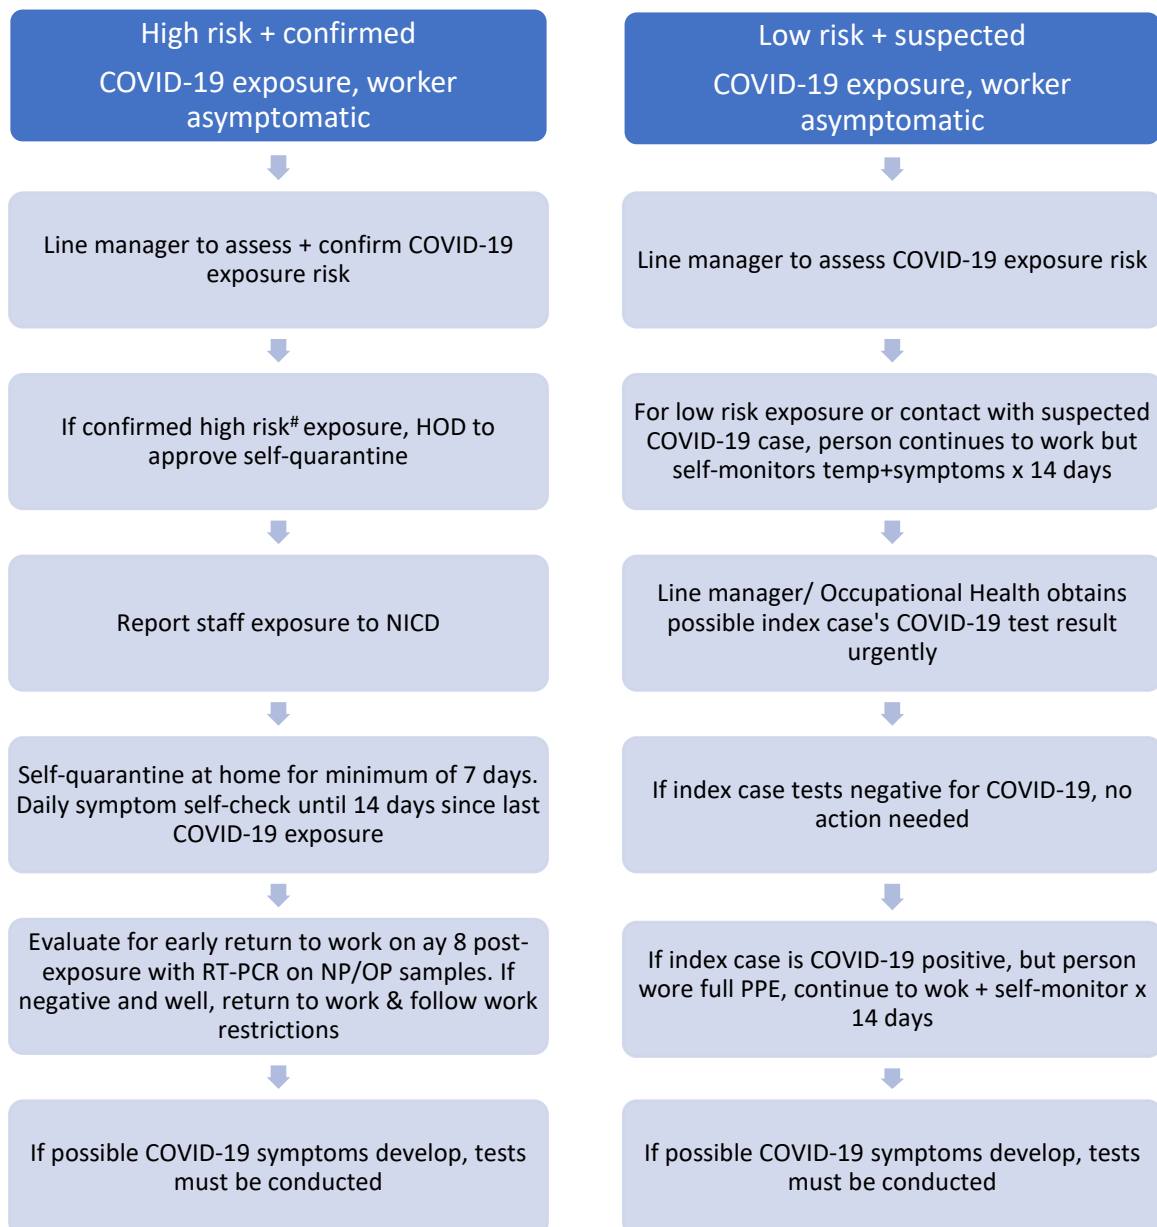 High risk + confirmed
COVID-19 exposure, worker
asymptomatic
Line manager to assess + confirm COVID-19
exposure risk
If confirmed high risk# exposure, HOD to
approve self-quarantine
Report staff exposure to NICD
Self-quarantine at home for minimum of 7 days.
Daily symptom self-check until 14 days since last
COVID-19 exposure
Evaluate for early return to work on ay 8 post-
exposure with RT-PCR on NP/OP samples. If
negative and well, return to work & follow work
restrictions
If possible COVID-19 symptoms develop, tests
must be conducted
Low risk + suspected
COVID-19 exposure, worker
asymptomatic
Line manager to assess COVID-19 exposure risk
For low risk exposure or contact with suspected
COVID-19 case, person continues to work but
self-monitors temp+symptoms x 14 days
Line manager/ Occupational Health obtains
possible index case's COVID-19 test result
urgently
If index case tests negative for COVID-19, no
action needed
If index case is COVID-19 positive, but person
wore full PPE, continue to wok + self-monitor x
14 days
If possible COVID-19 symptoms develop, tests
must be conducted